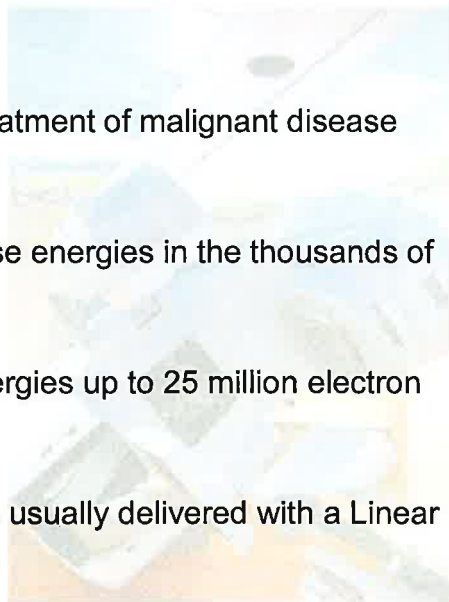 atment of malignant disease
se energies in the thousands of
ergies up to 25 million electron
usually delivered with a Linear